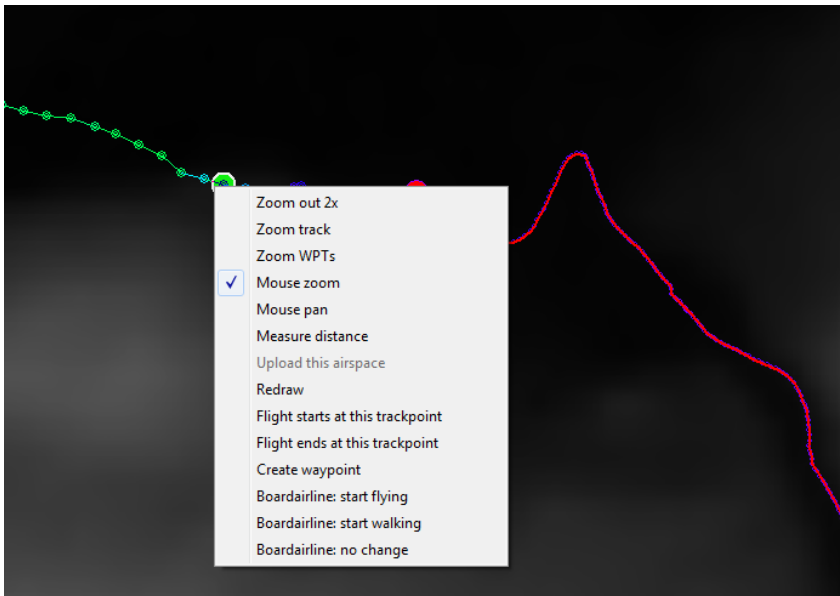 Zoom out 2x
Zoom track
Zoom WPTs
Mouse zoom
Mouse pan
Measure distance
Upload this airspace
Redraw
Flight starts at this trackpoint
Flight ends at this trackpoint
Create waypoint
Boardairline: start flying
Boardairline: start walking
Boardairline: no change